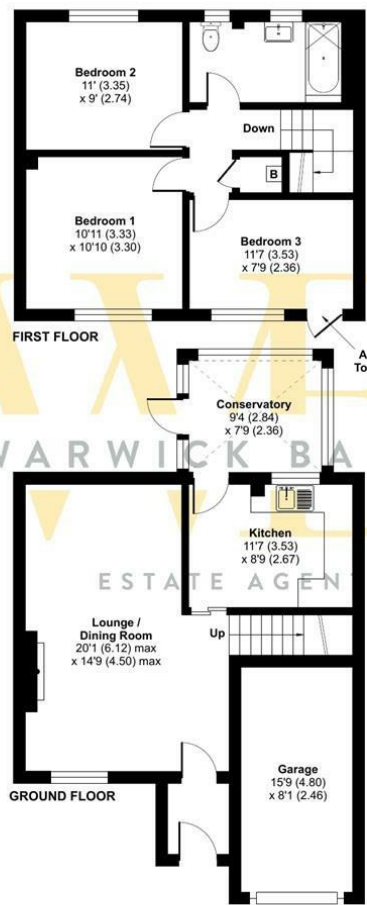 Bedroom 2
11' (3.35)
x 9' (2.74)
Down
B
Bedroom 1
10'11 (3.33)
x 10'10 (3.30)
Bedroom 3
11'7 (3.53)
x 7'9 (2.36)
FIRST FLOOR
A
To
Conservatory
9'4 (2.84)
x 7'9 (2.36)
WARWICK BA
Kitchen
11'7 (3.53)
x 8'9 (2.67)
ESTATE AGENT
Lounge /
Dining Room
20'1 (6.12) max
x 14'9 (4.50) max
Up
Garage
15'9 (4.80)
x 8'1 (2.46)
GROUND FLOOR